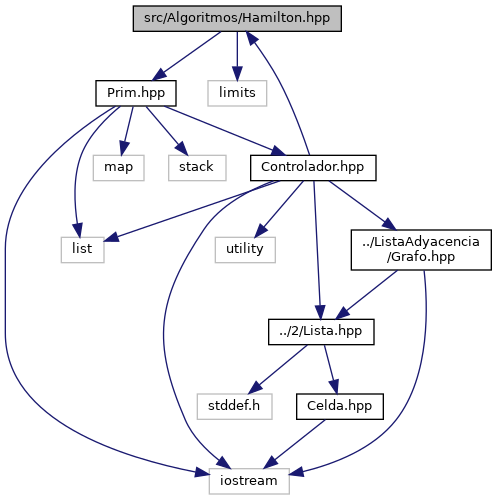 src/Algoritmos/Hamilton.hpp
Prim.hpp
limits
map
stack
Controlador.hpp
list
utility
../ListaAdyacencia
/Grafo.hpp
../2/Lista.hpp
stddef.h
Celda.hpp
iostream